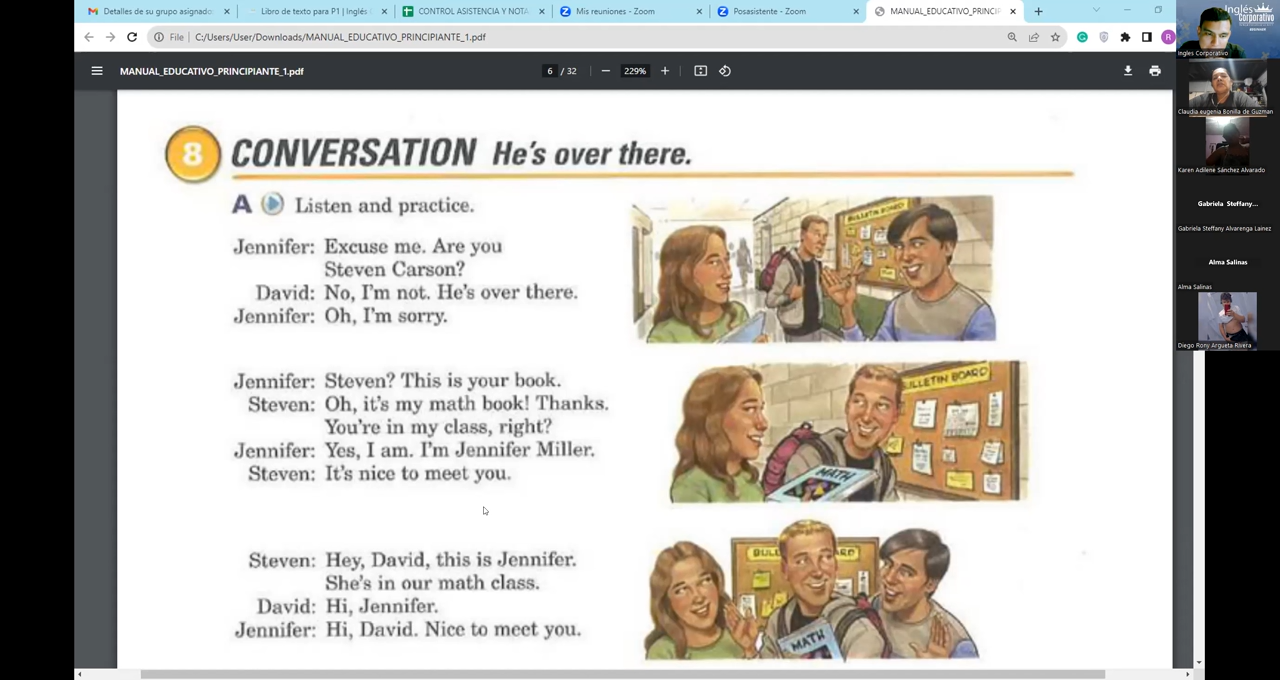 Detalles de su grupo asignado
Libro de texto para P1 | Inglés
CONTROL ASISTENCIA Y NOTA
Mis reuniones - Zoom
Posasistente - Zoom
MANUAL_EDUCATIVO_PRINCIP
File | C:/Users/User/Downloads/MANUAL_EDUCATIVO_PRINCIPIANTE_1.pdf
R
MANUAL_EDUCATIVO_PRINCIPIANTE_1.pdf
6 / 32
229%
8 CONVERSATION He's over there.
A Listen and practice.
Jennifer: Excuse me. Are you
Steven Carson?
David: No, I'm not. He's over there.
Jennifer: Oh, I'm sorry.
BULLETIN BOARD
Jennifer: Steven? This is your book.
Steven: Oh, it's my math book! Thanks.
You're in my class, right?
Jennifer: Yes, I am. I'm Jennifer Miller.
Steven: It's nice to meet you.
BULLETIN BOARD
MATH
Steven: Hey, David, this is Jennifer.
She's in our math class.
David: Hi, Jennifer.
Jennifer: Hi, David. Nice to meet you.
MATH
Inglés
Corporativo
Ingles Corporativo
Claudia eugenia Bonilla de Guzman
Karen Adilene Sánchez Alvarado
Gabriela Steffany...
Gabriela Steffany Alvarenga Lainez
Alma Salinas
Alma Salinas
Diego Rony Argueta Rivera